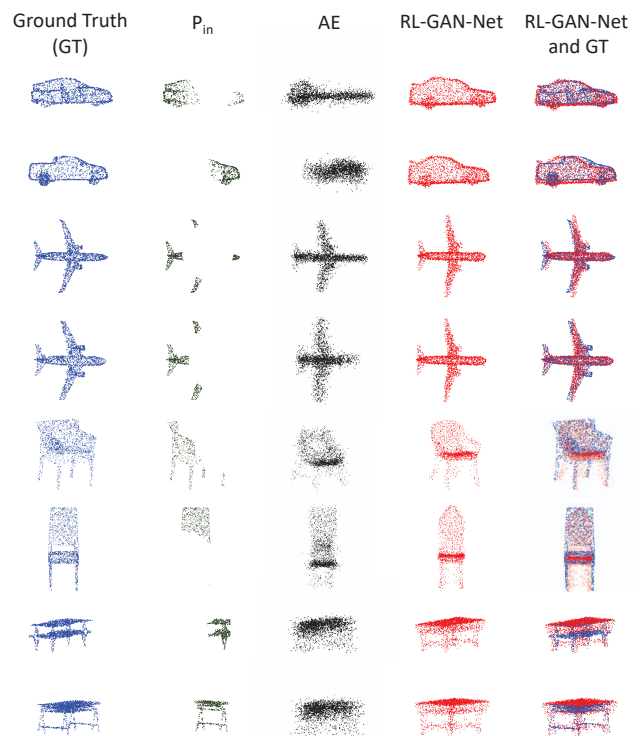 Ground Truth
(GT)
P_in
AE
RL-GAN-Net
RL-GAN-Net
and GT